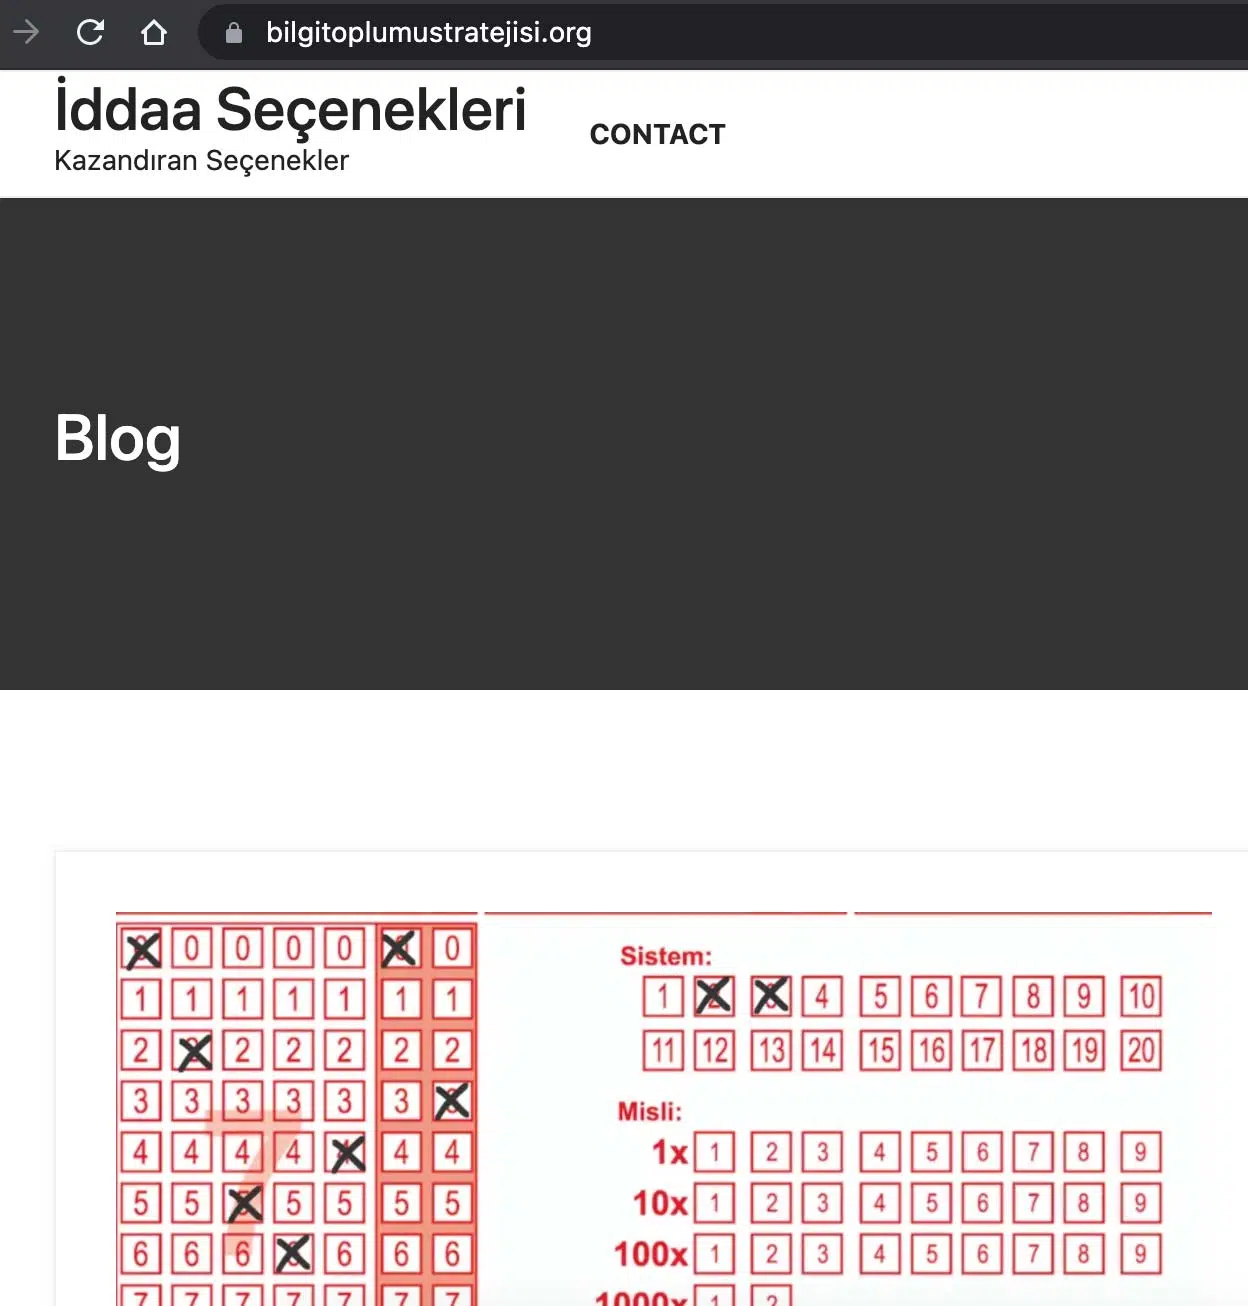 bilgitoplumustratejisi.org
İddaa Seçenekleri
Kazandıran Seçenekler
CONTACT
Blog
0 0 0 0 0
1 1 1 1 1 1 1
2 2 2 2 2 2
3 3 3 3 3 3
4 4 4 4 4 4
5 5 5 5 5 5
6 6 6 6 6 6
7 7 7 7 7 7 7
7
Sistem:
1 4 5 6 7 8 9 10
11 12 13 14 15 16 17 18 19 20
Misli:
1x 1 2 3 4 5 6 7 8 9
10x 1 2 3 4 5 6 7 8 9
100x 1 2 3 4 5 6 7 8 9
1000x 1 2